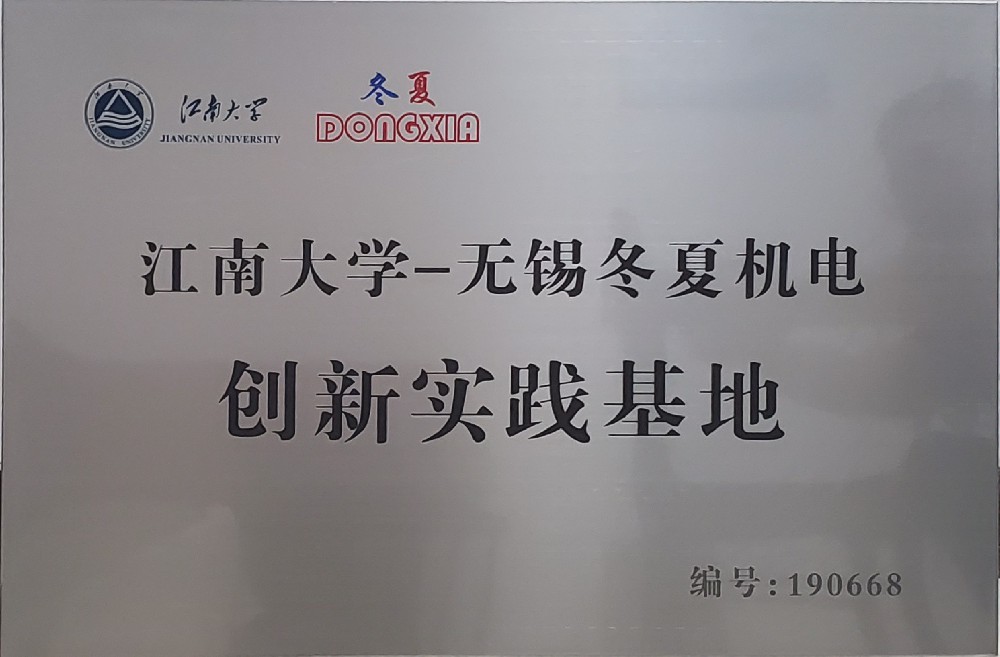 江南大学
JIANGNAN UNIVERSITY
冬夏
DONGXIA
江南大学-无锡冬夏机电
创新实践基地
编号:190668